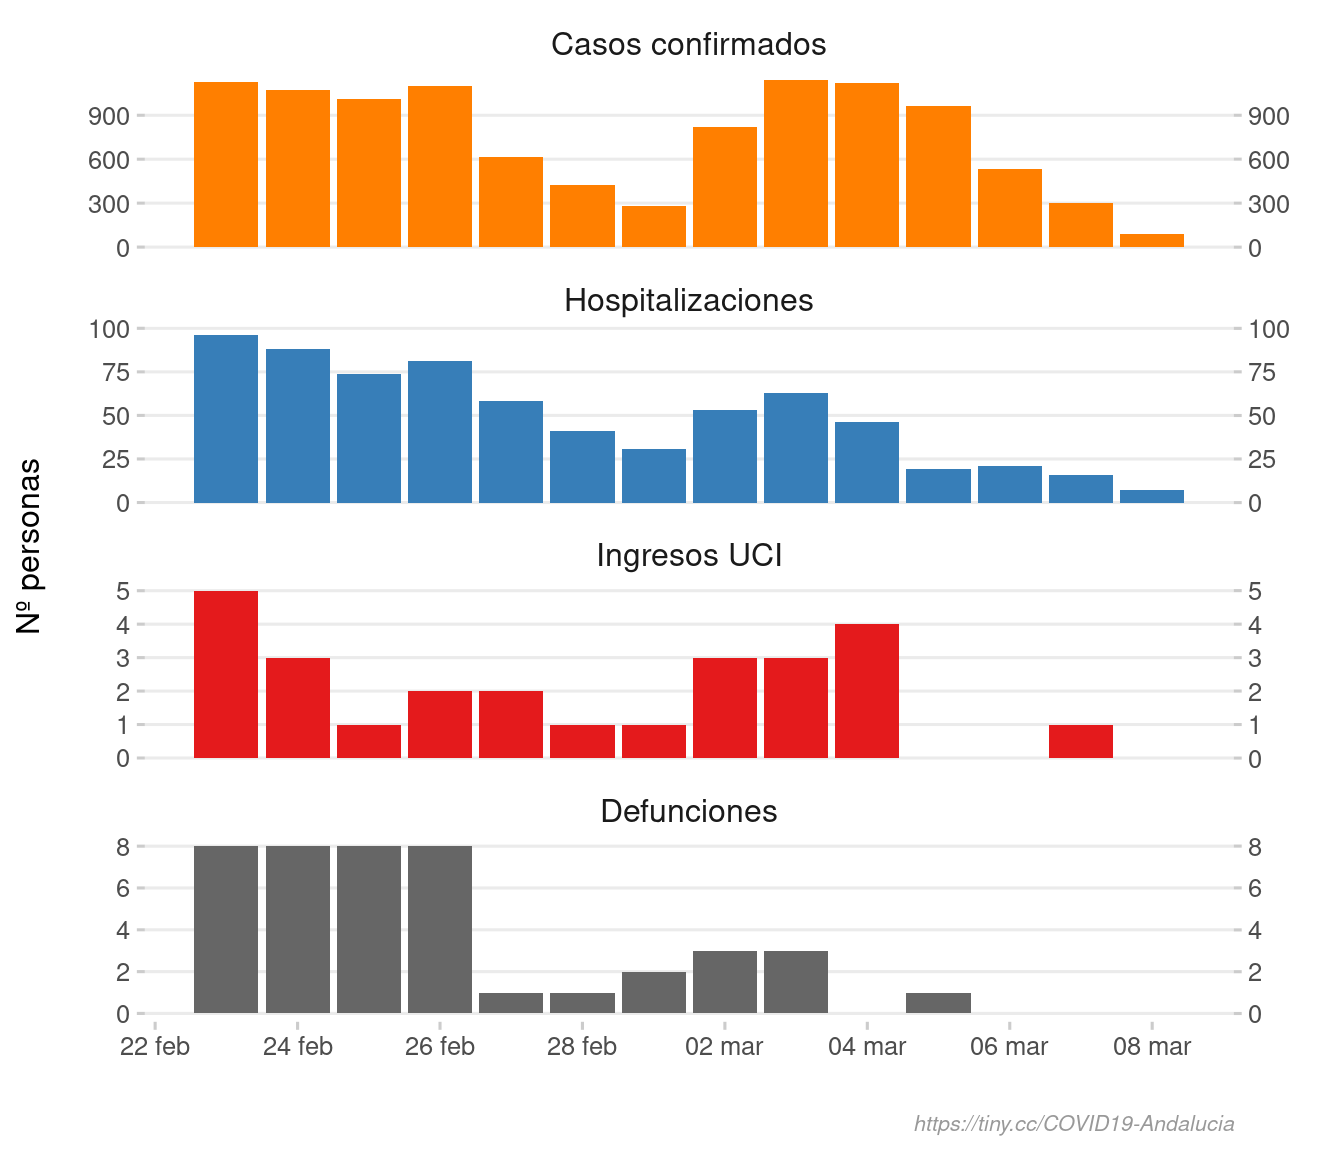 Casos confirmados
900 900
600 600
300 300
0 0
Hospitalizaciones
100 100
75 75
50 50
25 25
0 0
Nº personas
Ingresos UCI
5 5
4 4
3 3
2 2
1 1
0 0
Defunciones
8 8
6 6
4 4
2 2
0 0
22 feb 24 feb 26 feb 28 feb 02 mar 04 mar 06 mar 08 mar
https://tiny.cc/COVID19-Andalucia